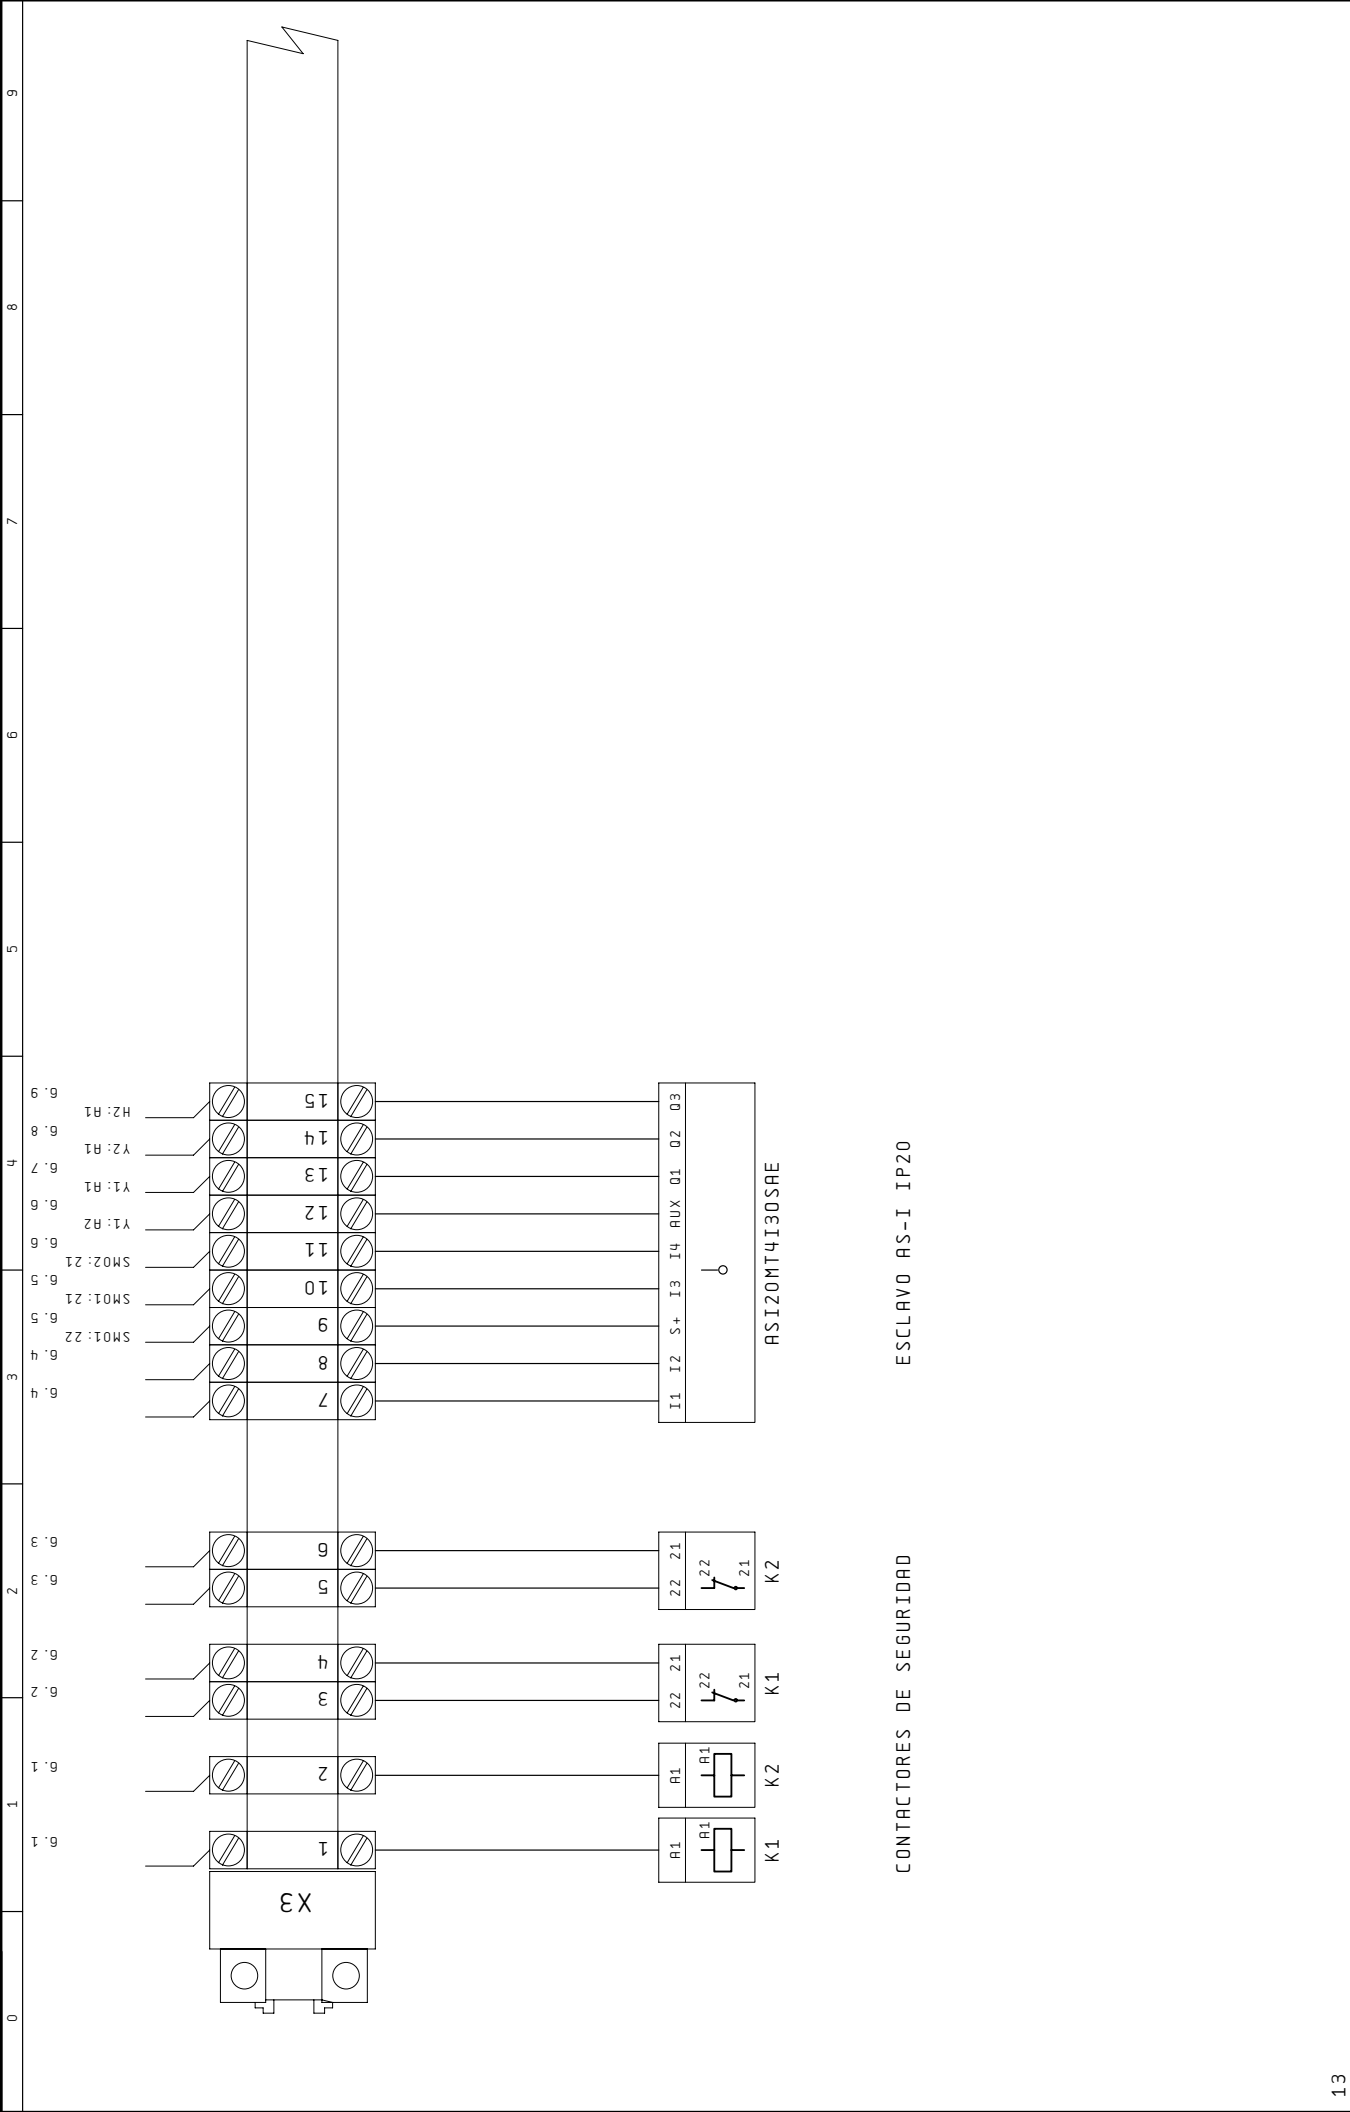 0 1 2 3 4 5 6 7 8 9
6.1 6.1 6.2 6.2 6.3 6.3 6.4 6.4 6.5 6.5 6.6 6.6 6.7 6.8 6.9
SM01:22 SM01:21 SM02:21 Y1:A2 Y1:A1 Y2:A1 H2:A1
X3 1 2 3 4 5 6 7 8 9 10 11 12 13 14 15
A1 A1 22 21 22 21 I1 I2 S+ I3 I4 AUX Q1 Q2 Q3
A1 A1 22 21 22 21
K1 K2 K1 K2 ASI20MT4I3OSAE
CONTACTORES DE SEGURIDAD ESCLAVO AS-I IP20
13